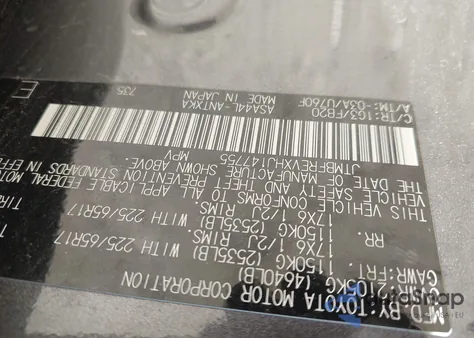 MFD BY: TOYOTA MOTOR CORPORATION
GVWR: 2105KG (4640LB)
GAWR:FRT. 1150KG (2535LB) WITH 225/65R17
17X6 1/2J RIMS.
RR. 1150KG (2535LB) WITH 225/65R17
17X6 1/2J RIMS.
THIS VEHICLE CONFORMS TO ALL APPLICABLE FEDERAL MOTOR
VEHICLE SAFETY AND THEFT PREVENTION STANDARDS IN EFFE
THE DATE OF MANUFACTURE SHOWN ABOVE.
JTMBFREVXHJ147755 MPV
C/TR:1G3/FB20 ASA44L-ANTXKA
A/TM:-03A/U760F MADE IN JAPAN 735
E